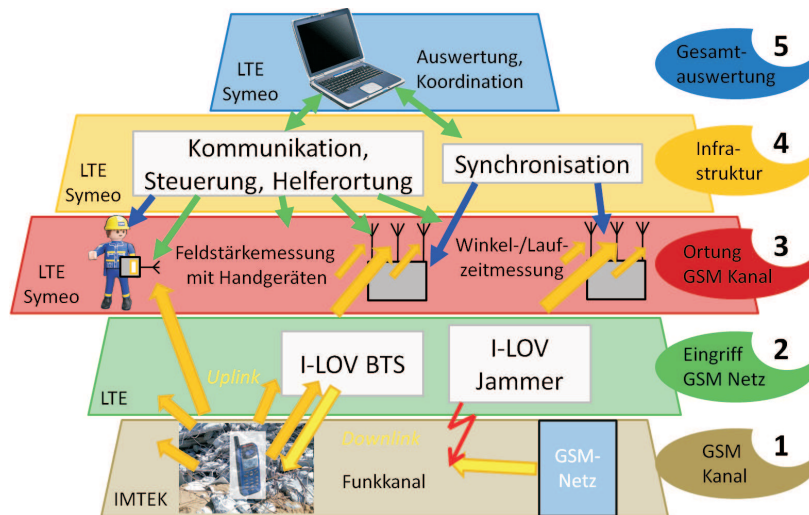 LTE
Symeo
Auswertung,
Koordination
Gesamt-
auswertung
5
LTE
Symeo
Kommunikation,
Steuerung, Helferortung
Synchronisation
Infra-
struktur
4
LTE
Symeo
Feldstärkemessung
mit Handgeräten
Winkel-/Lauf-
zeitmessung
Ortung
GSM Kanal
3
LTE
Uplink
I-LOV BTS
I-LOV
Jammer
Eingriff
GSM Netz
2
IMTEK
Downlink
Funkkanal
GSM-
Netz
GSM
Kanal
1